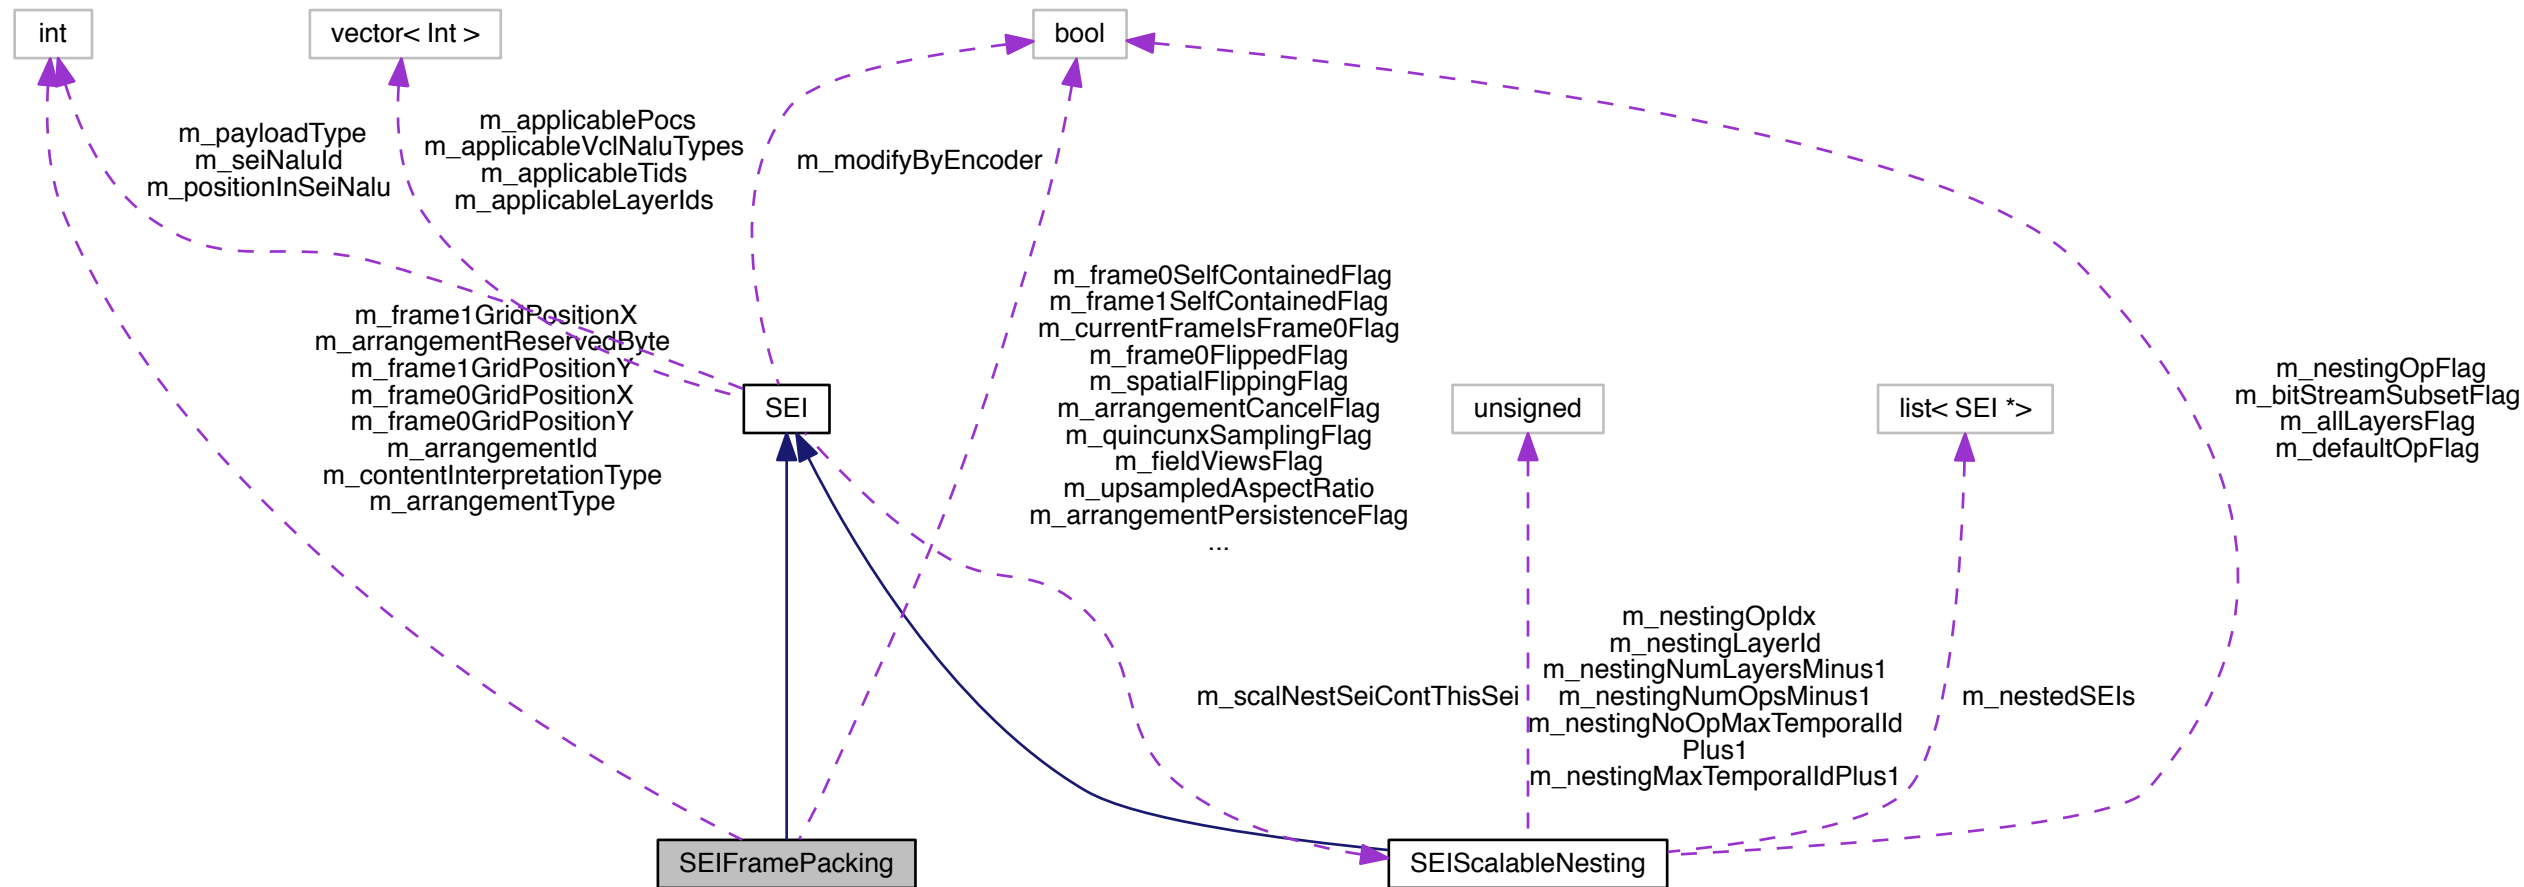 int
vector< Int >
bool
m_payloadType
m_seiNaluId
m_positionInSeiNalu
m_applicablePocs
m_applicableVclNaluTypes
m_applicableTids
m_applicableLayerIds
m_modifyByEncoder
m_frame1GridPositionX
m_arrangementReservedByte
m_frame1GridPositionY
m_frame0GridPositionX
m_frame0GridPositionY
m_arrangementId
m_contentInterpretationType
m_arrangementType
SEI
m_frame0SelfContainedFlag
m_frame1SelfContainedFlag
m_currentFrameIsFrame0Flag
m_frame0FlippedFlag
m_spatialFlippingFlag
m_arrangementCancelFlag
m_quincunxSamplingFlag
m_fieldViewsFlag
m_upsampledAspectRatio
m_arrangementPersistenceFlag
...
unsigned
list< SEI *>
m_nestingOpFlag
m_bitStreamSubsetFlag
m_allLayersFlag
m_defaultOpFlag
m_scalNestSeiContThisSei
m_nestingOpIdx
m_nestingLayerId
m_nestingNumLayersMinus1
m_nestingNumOpsMinus1
m_nestingNoOpMaxTemporalId
Plus1
m_nestingMaxTemporalIdPlus1
m_nestedSEIs
SEIFramePacking
SEIScalableNesting